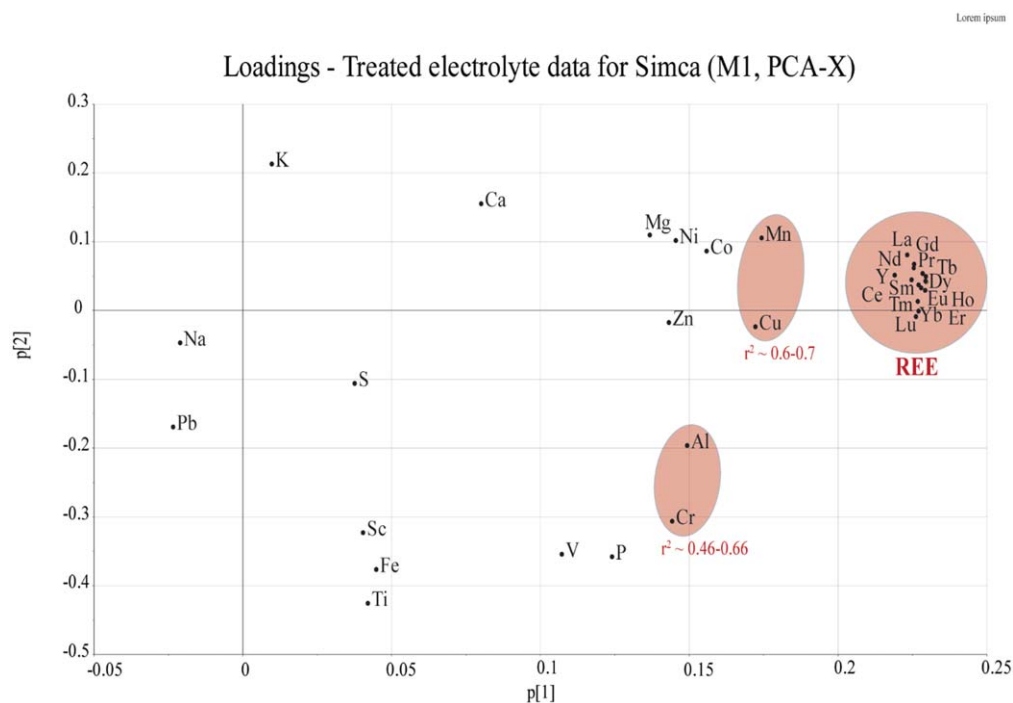 Lorem ipsum
Loadings - Treated electrolyte data for Simca (M1, PCA-X)
0.3
0.2
0.1
0
-0.1
-0.2
-0.3
-0.4
-0.5
p[2]
K
Ca
Mg
Ni
Co
Mn
Zn
Cu
r² ~ 0.6-0.7
La Gd
Nd Pr Tb
Y Sm Dy
Ce Tm Eu Ho
Lu Yb Er
REE
Na
S
Pb
Al
Cr
r² ~ 0.46-0.66
Sc
Fe
Ti
V
P
-0.05 0 0.05 0.1 0.15 0.2 0.25
p[1]